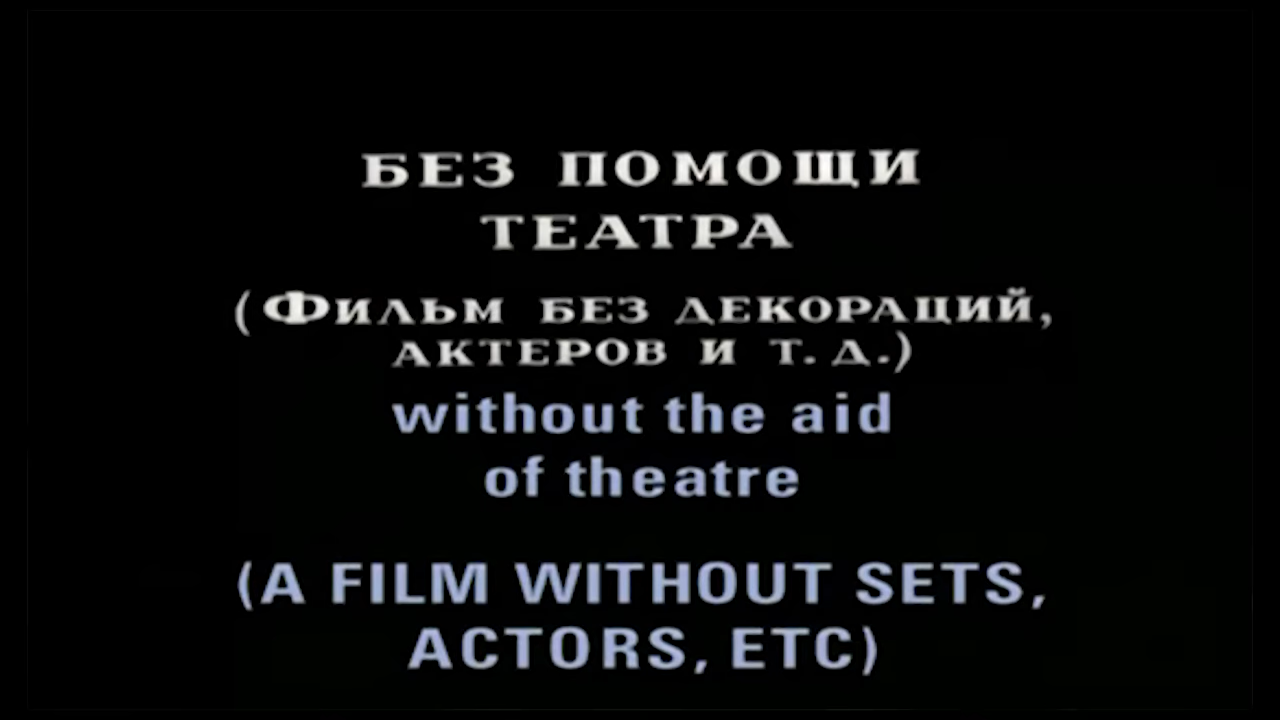 БЕЗ ПОМОЩИ
ТЕАТРА
(ФИЛЬМ БЕЗ ДЕКОРАЦИЙ,
АКТЕРОВ И Т. Д.)
without the aid
of theatre
(A FILM WITHOUT SETS,
ACTORS, ETC)